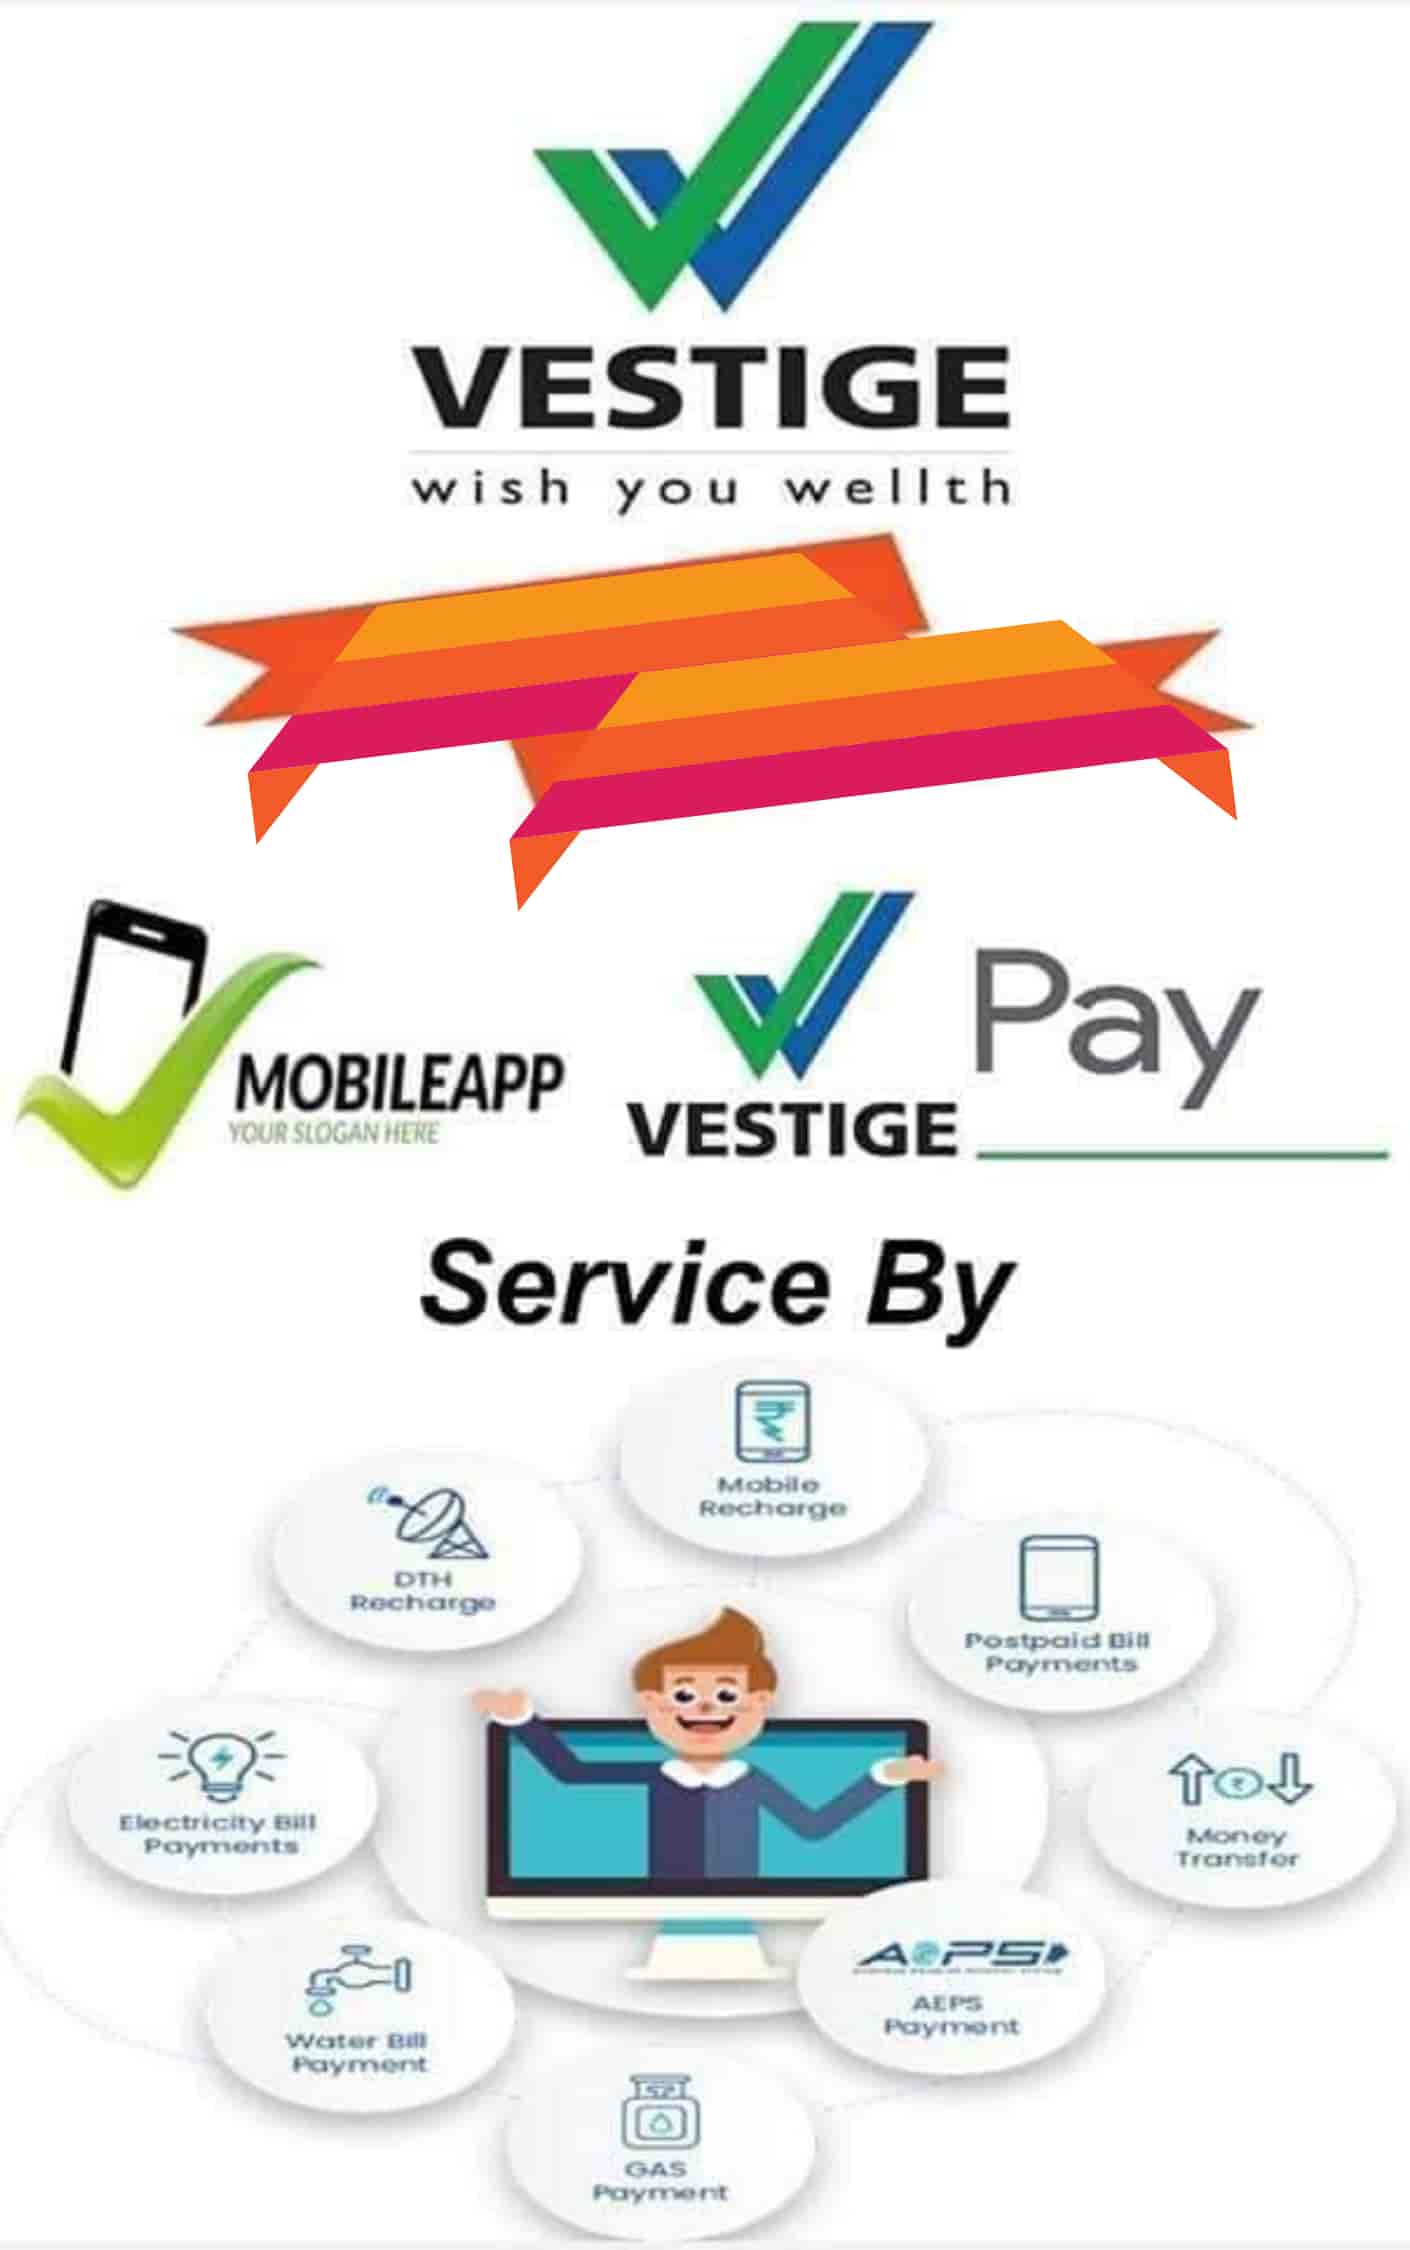 VESTIGE
wish you wellth
MOBILEAPP
YOUR SLOGAN HERE
VESTIGE
Pay
Service By
Mobile
Recharge
DTH
Recharge
Postpaid Bill
Payments
Electricity Bill
Payments
Money
Transfer
AEPS
AEPS
Payment
Water Bill
Payment
GAS
Payment